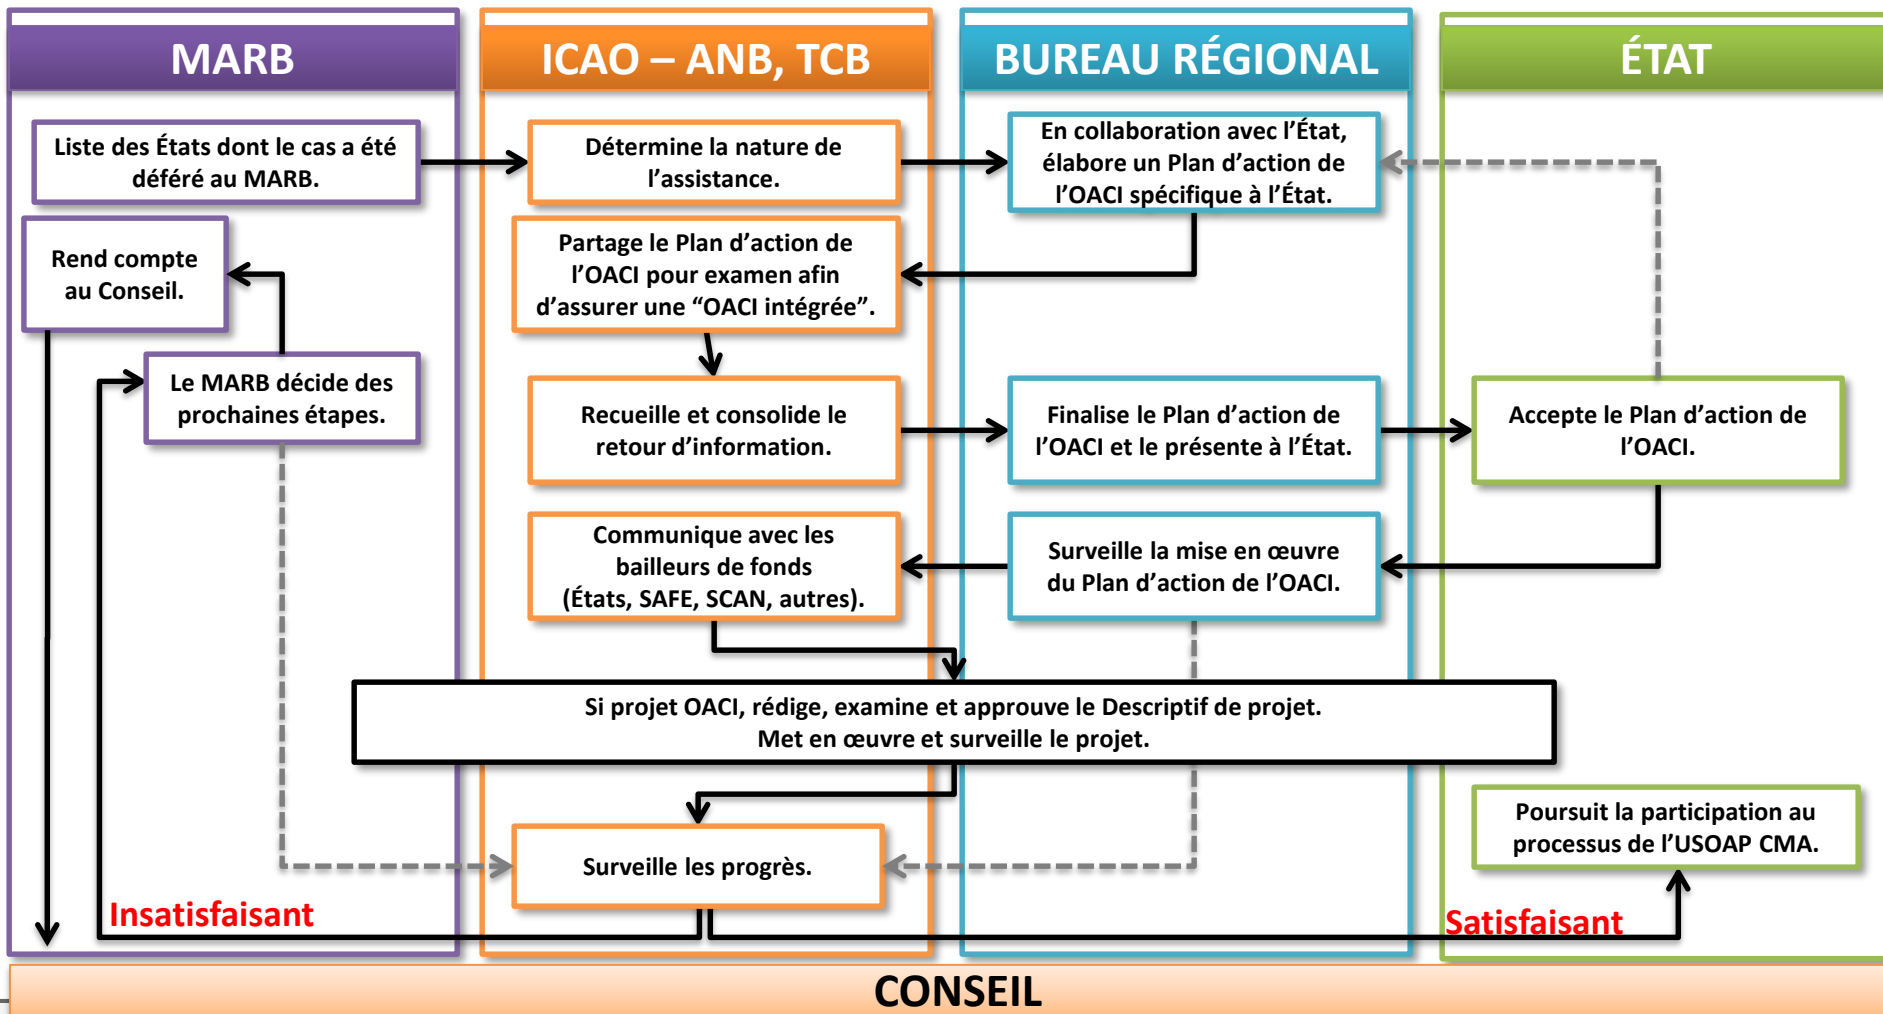 MARB
ICAO – ANB, TCB
BUREAU RÉGIONAL
ÉTAT
Liste des États dont le cas a été
déféré au MARB.
Détermine la nature de
l’assistance.
En collaboration avec l’État,
élabore un Plan d’action de
l’OACI spécifique à l’État.
Rend compte
au Conseil.
Partage le Plan d’action de
l’OACI pour examen afin
d’assurer une “OACI intégrée”.
Le MARB décide des
prochaines étapes.
Recueille et consolide le
retour d’information.
Finalise le Plan d’action de
l’OACI et le présente à l’État.
Accepte le Plan d’action de
l’OACI.
Communique avec les
bailleurs de fonds
(États, SAFE, SCAN, autres).
Surveille la mise en œuvre
du Plan d’action de l’OACI.
Si projet OACI, rédige, examine et approuve le Descriptif de projet.
Met en œuvre et surveille le projet.
Poursuit la participation au
processus de l’USOAP CMA.
Surveille les progrès.
Insatisfaisant
Satisfaisant
CONSEIL